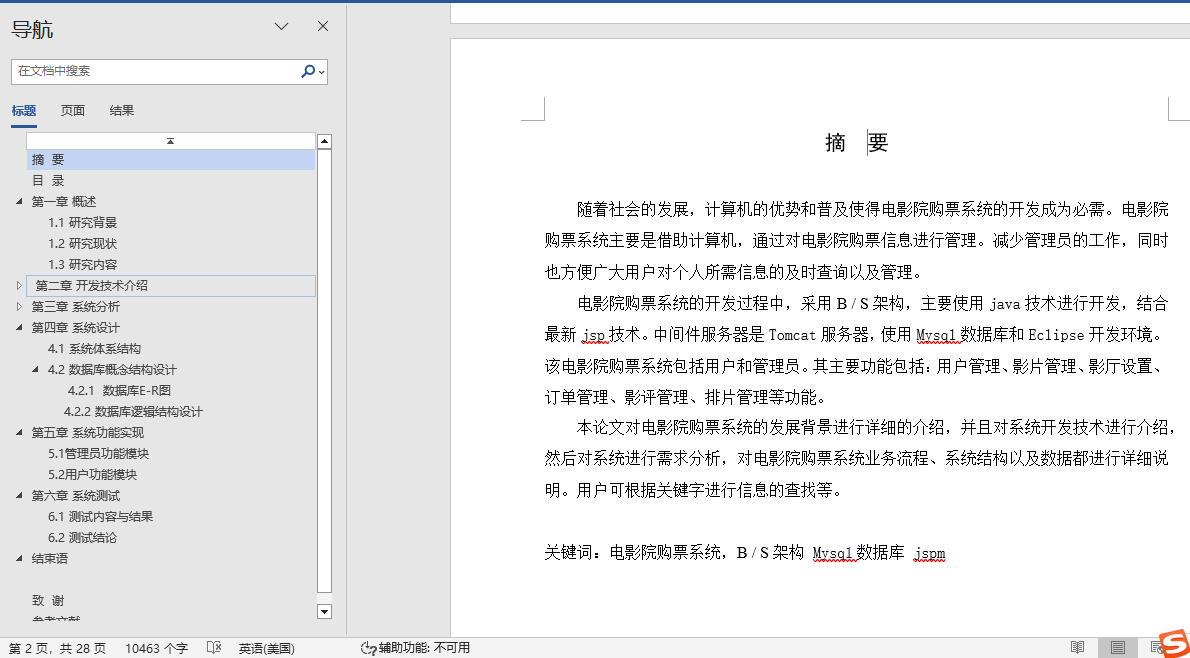 导航
在文档中搜索
标题 页面 结果
摘 要
目 录
第一章 概述
1.1 研究背景
1.2 研究现状
1.3 研究内容
第二章 开发技术介绍
第三章 系统分析
第四章 系统设计
4.1 系统体系结构
4.2 数据库概念结构设计
4.2.1 数据库E-R图
4.2.2 数据库逻辑结构设计
第五章 系统功能实现
5.1管理员功能模块
5.2用户功能模块
第六章 系统测试
6.1 测试内容与结果
6.2 测试结论
结束语
致 谢
参考文献
摘 要
随着社会的发展，计算机的优势和普及使得电影院购票系统的开发成为必需。电影院
购票系统主要是借助计算机，通过对电影院购票信息进行管理。减少管理员的工作，同时
也方便广大用户对个人所需信息的及时查询以及管理。
电影院购票系统的开发过程中，采用 B / S 架构，主要使用 java 技术进行开发，结合
最新 jsp 技术。中间件服务器是 Tomcat 服务器，使用 Mysql 数据库和 Eclipse 开发环境。
该电影院购票系统包括用户和管理员。其主要功能包括：用户管理、影片管理、影厅设置、
订单管理、影评管理、排片管理等功能。
本论文对电影院购票系统的发展背景进行详细的介绍，并且对系统开发技术进行介绍，
然后对系统进行需求分析，对电影院购票系统业务流程、系统结构以及数据都进行详细说
明。用户可根据关键字进行信息的查找等。
关键词：电影院购票系统，B / S 架构 Mysql 数据库 jspm
第 2 页，共 28 页 10463 个字 英语(美国) 辅助功能: 不可用